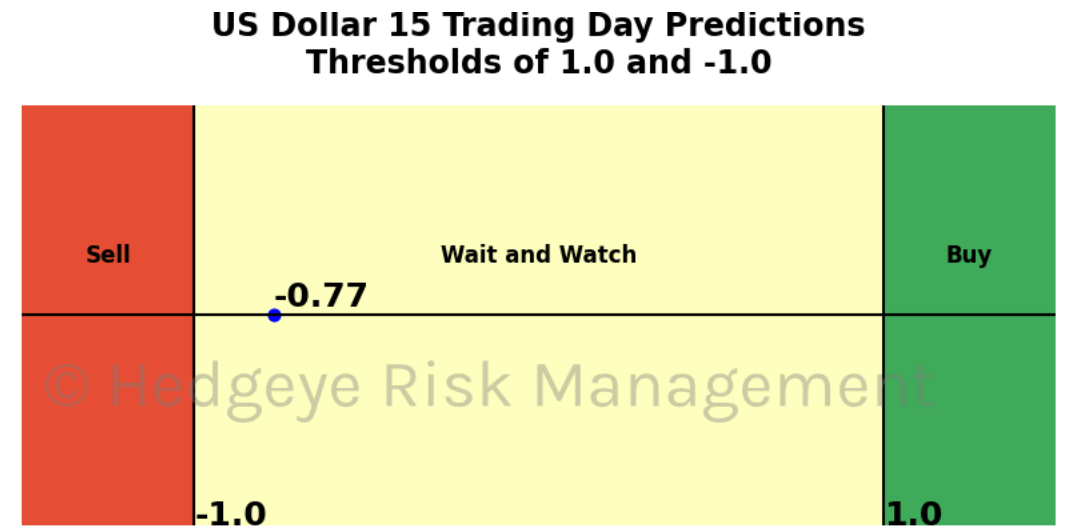 US Dollar 15 Trading Day Predictions
Thresholds of 1.0 and -1.0
Sell
Wait and Watch
Buy
-0.77
© Hedgeye Risk Management
-1.0
1.0